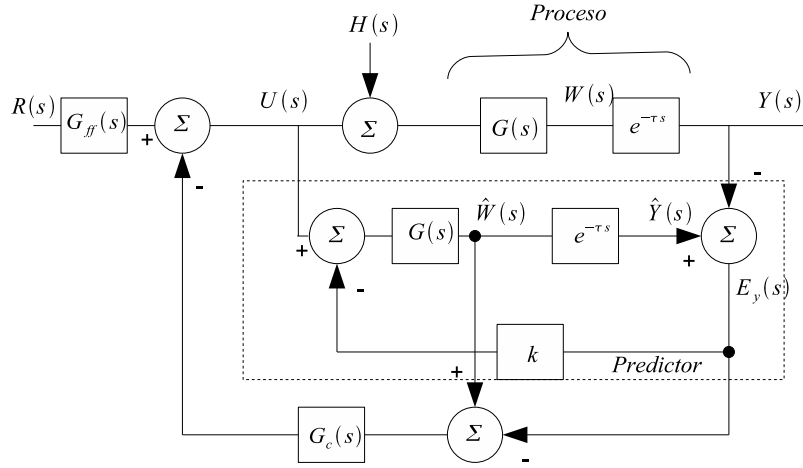 Proceso
H(s)
R(s) G_ff(s) + Σ U(s) Σ G(s) W(s) e^{-τs} Y(s)
- -
+ Σ G(s) Ŵ(s) e^{-τs} Ŷ(s) + Σ
- E_y(s)
k
Predictor
+
G_c(s) Σ
-